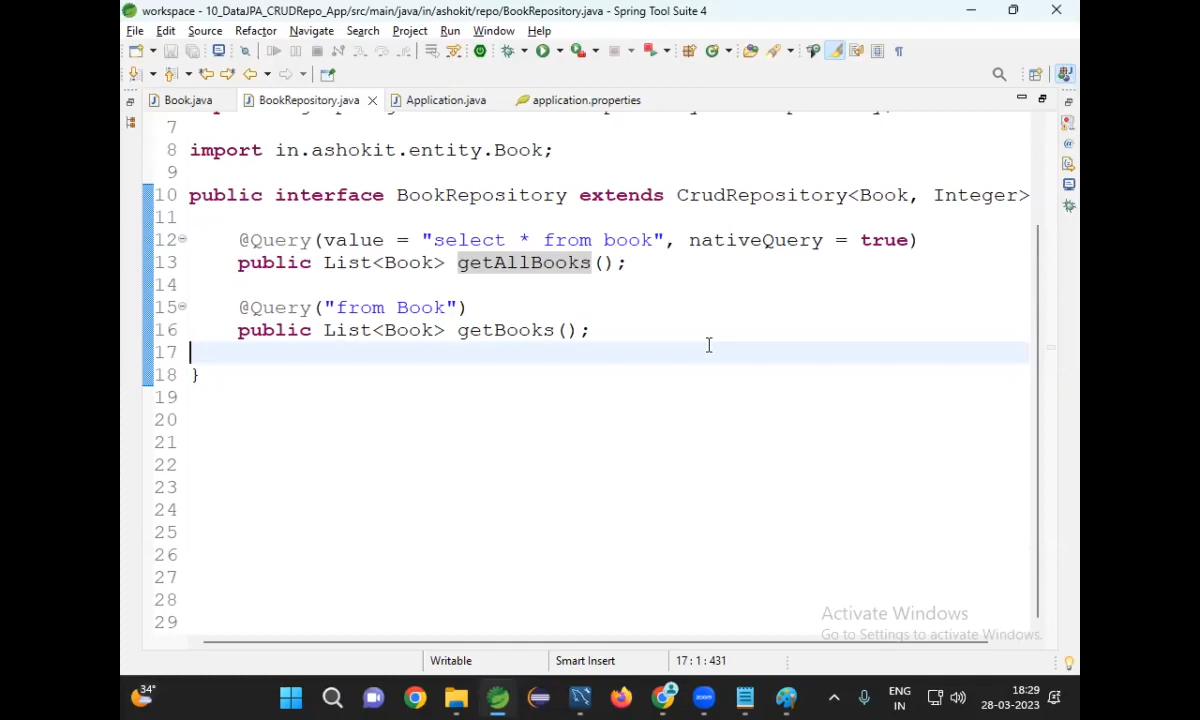 workspace - 10_DataJPA_CRUDRepo_App/src/main/java/in/ashokit/repo/BookRepository.java - Spring Tool Suite 4
File Edit Source Refactor Navigate Search Project Run Window Help
Book.java BookRepository.java Application.java application.properties
7
8 import in.ashokit.entity.Book;
9
10 public interface BookRepository extends CrudRepository<Book, Integer>
11
12 @Query(value = "select * from book", nativeQuery = true)
13 public List<Book> getAllBooks();
14
15 @Query("from Book")
16 public List<Book> getBooks();
17
18 }
19
20
21
22
23
24
25
26
27
28
29
Activate Windows
Go to Settings to activate Windows.
Writable Smart Insert 17 : 1 : 431
34°
ENG
IN
18:29
28-03-2023